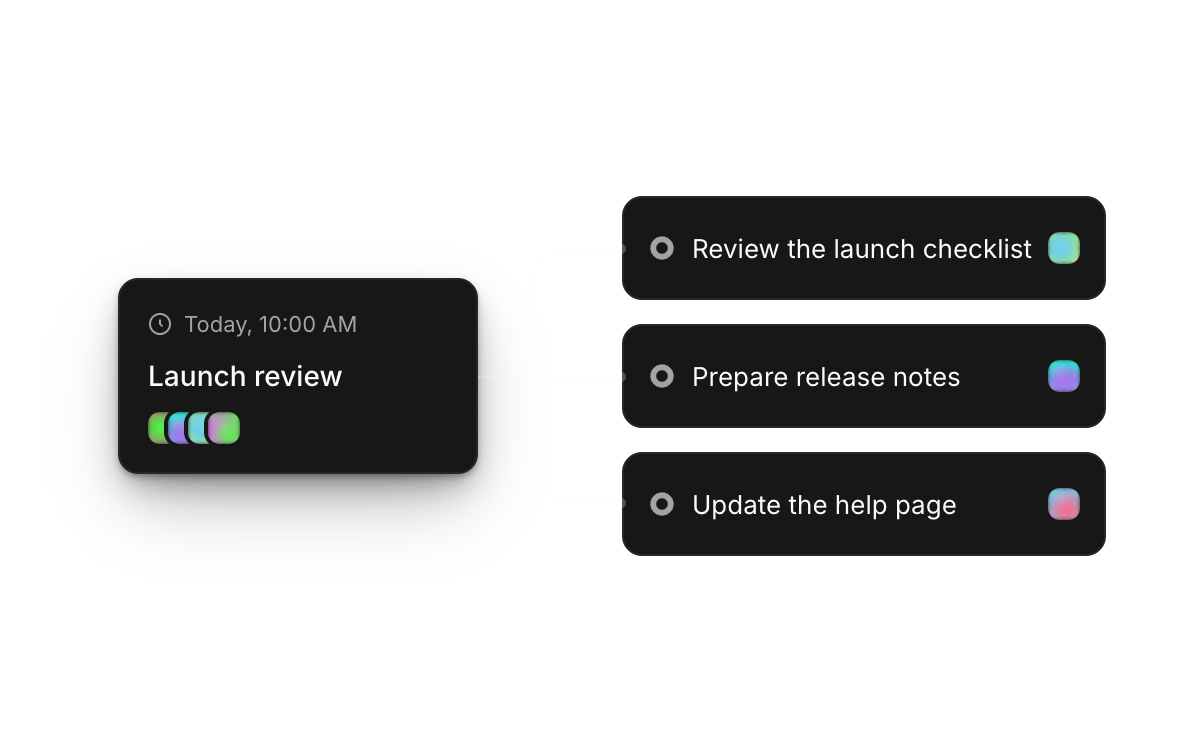 Today, 10:00 AM
Launch review
Review the launch checklist
Prepare release notes
Update the help page